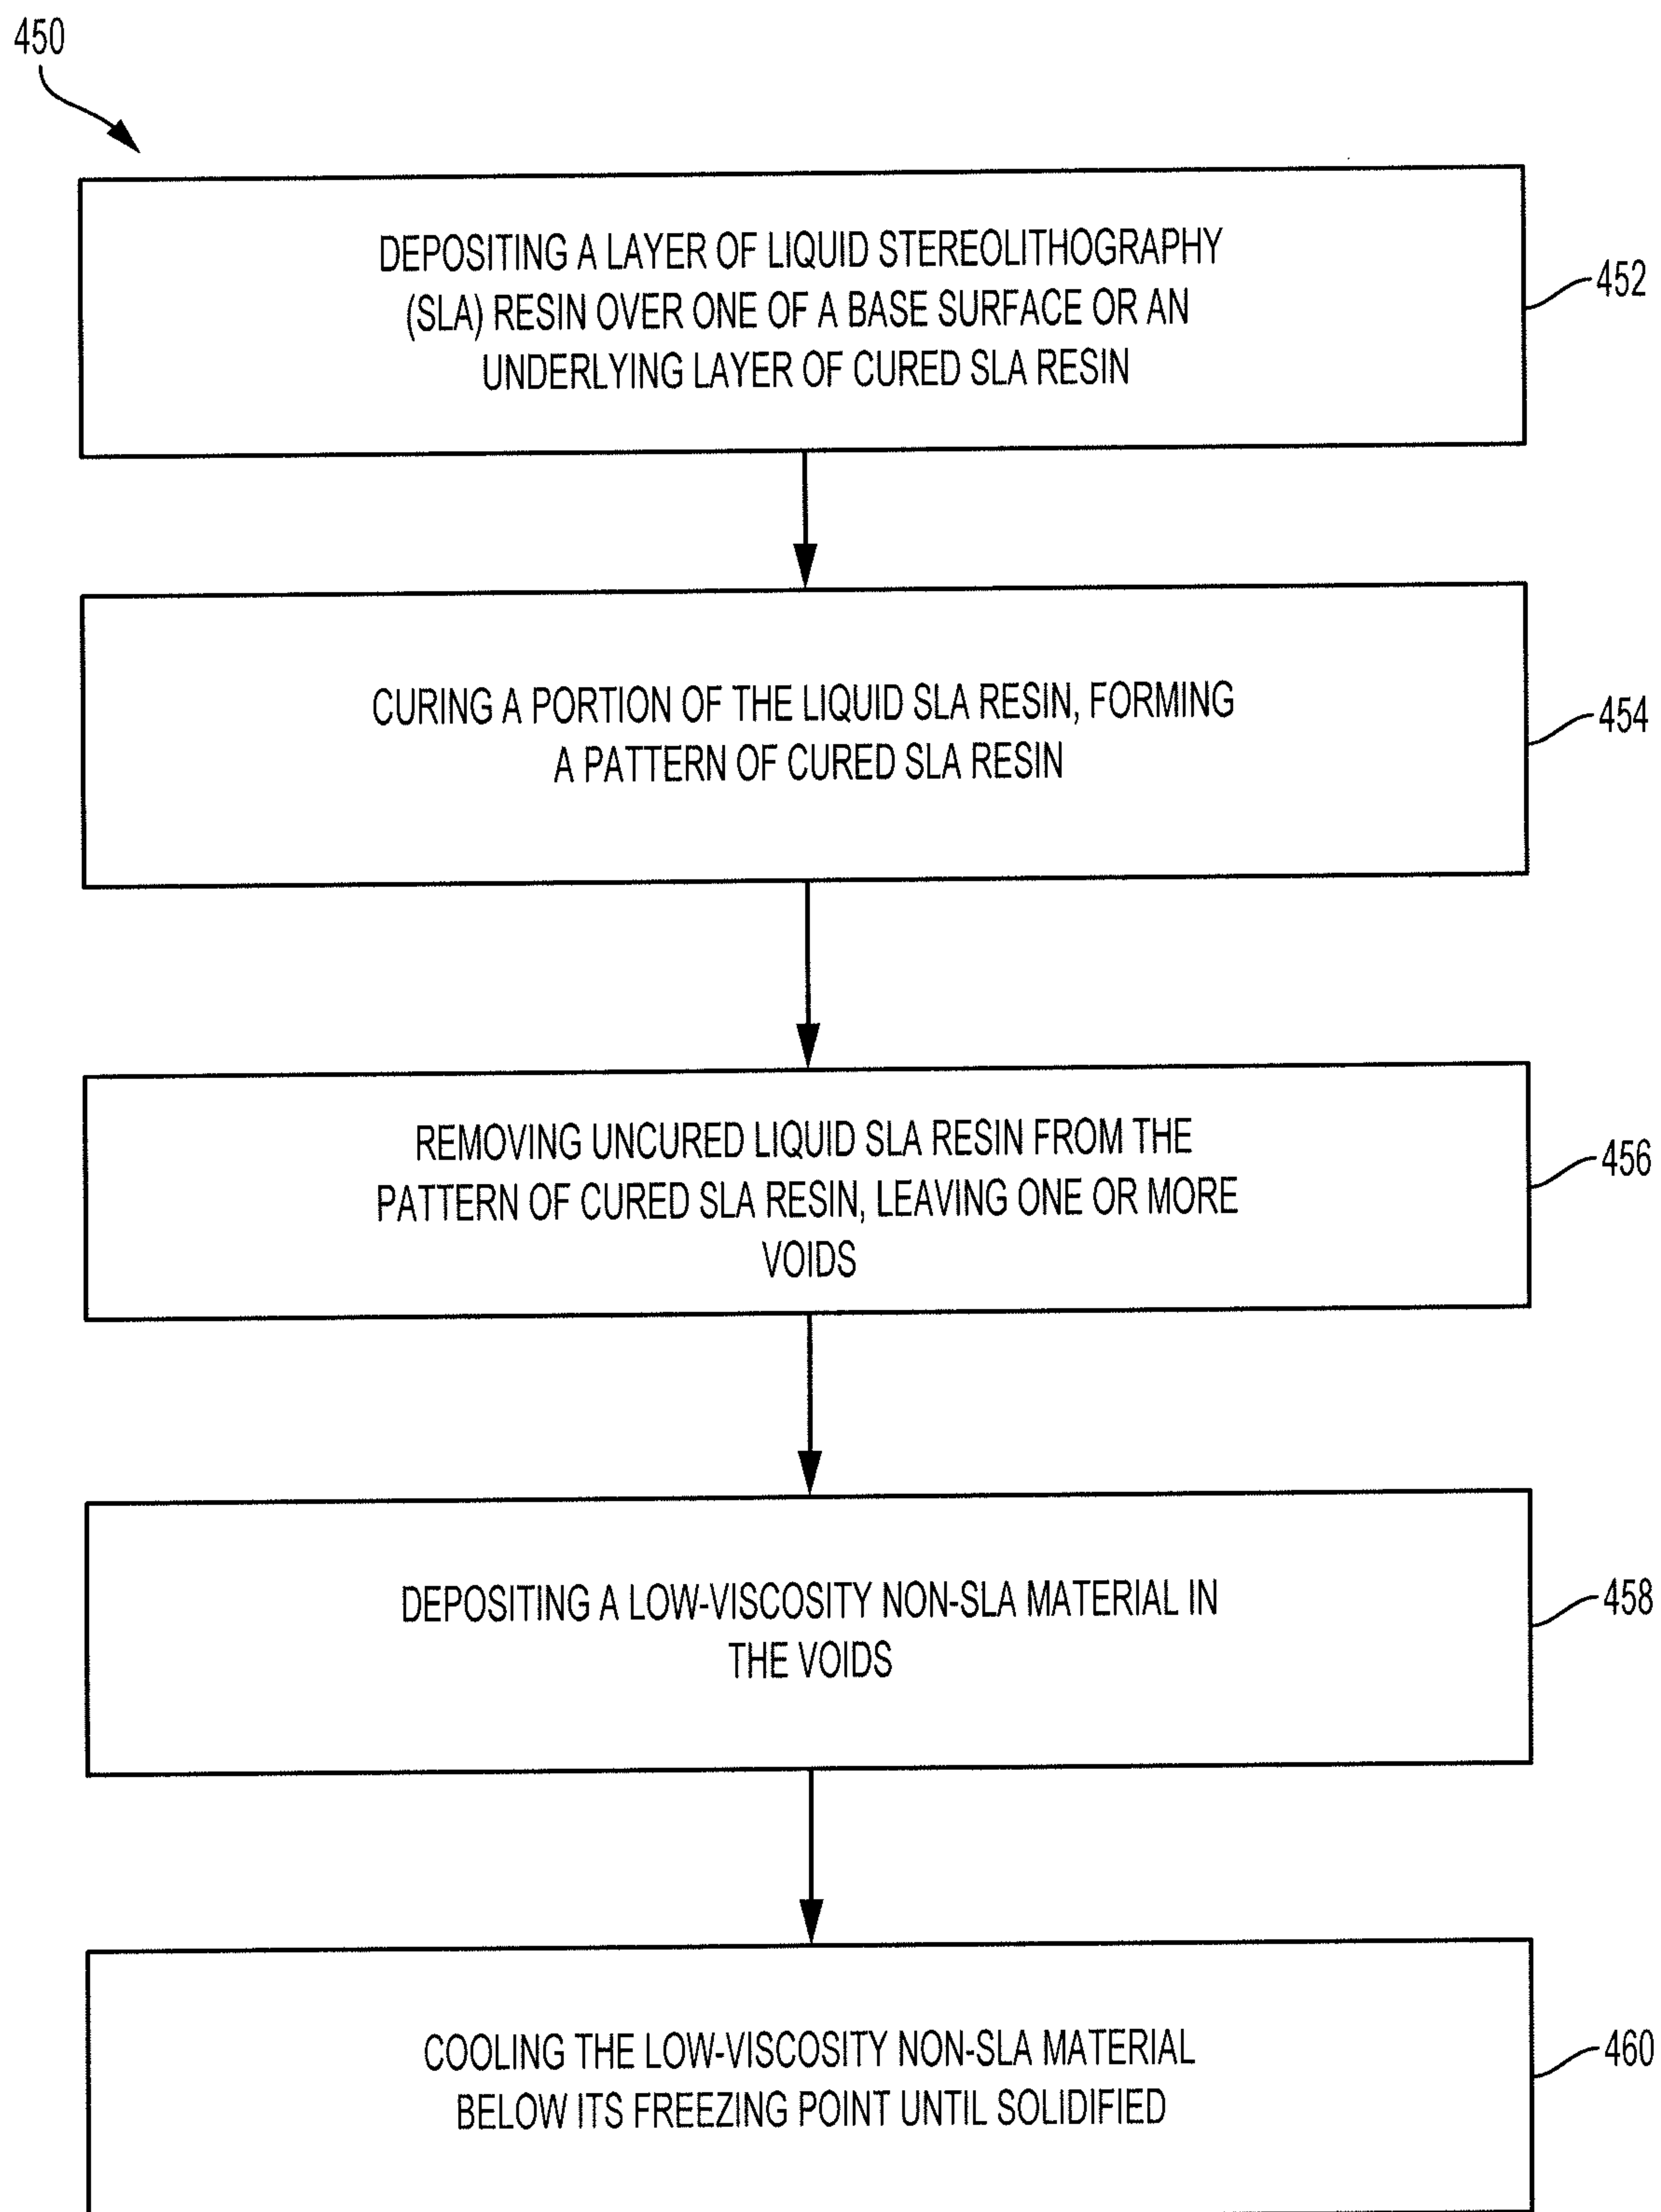 450
DEPOSITING A LAYER OF LIQUID STEREOLITHOGRAPHY
(SLA) RESIN OVER ONE OF A BASE SURFACE OR AN
UNDERLYING LAYER OF CURED SLA RESIN
452
CURING A PORTION OF THE LIQUID SLA RESIN, FORMING
A PATTERN OF CURED SLA RESIN
454
REMOVING UNCURED LIQUID SLA RESIN FROM THE
PATTERN OF CURED SLA RESIN, LEAVING ONE OR MORE
VOIDS
456
DEPOSITING A LOW-VISCOSITY NON-SLA MATERIAL IN
THE VOIDS
458
COOLING THE LOW-VISCOSITY NON-SLA MATERIAL
BELOW ITS FREEZING POINT UNTIL SOLIDIFIED
460